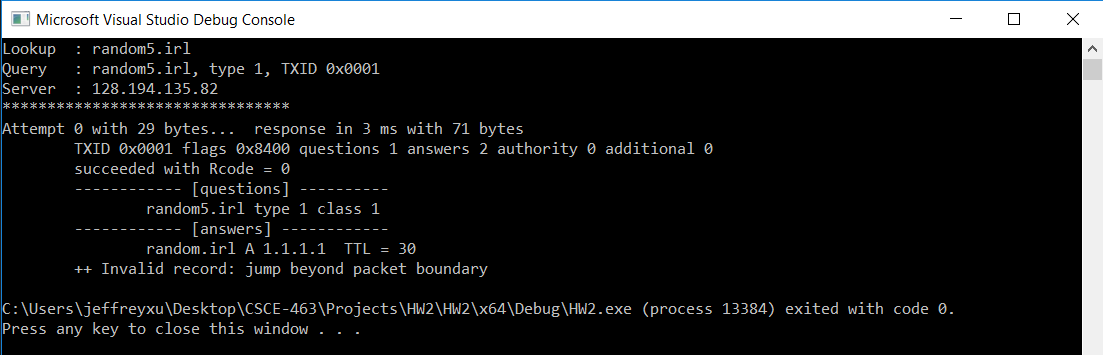 Microsoft Visual Studio Debug Console
Lookup  : random5.irl
Query   : random5.irl, type 1, TXID 0x0001
Server  : 128.194.135.82
********************************
Attempt 0 with 29 bytes...  response in 3 ms with 71 bytes
        TXID 0x0001 flags 0x8400 questions 1 answers 2 authority 0 additional 0
        succeeded with Rcode = 0
        ------------ [questions] ----------
                random5.irl type 1 class 1
        ------------ [answers] ------------
                random.irl A 1.1.1.1  TTL = 30
        ++ Invalid record: jump beyond packet boundary
C:\Users\jeffreyxu\Desktop\CSCE-463\Projects\HW2\HW2\x64\Debug\HW2.exe (process 13384) exited with code 0.
Press any key to close this window . . .